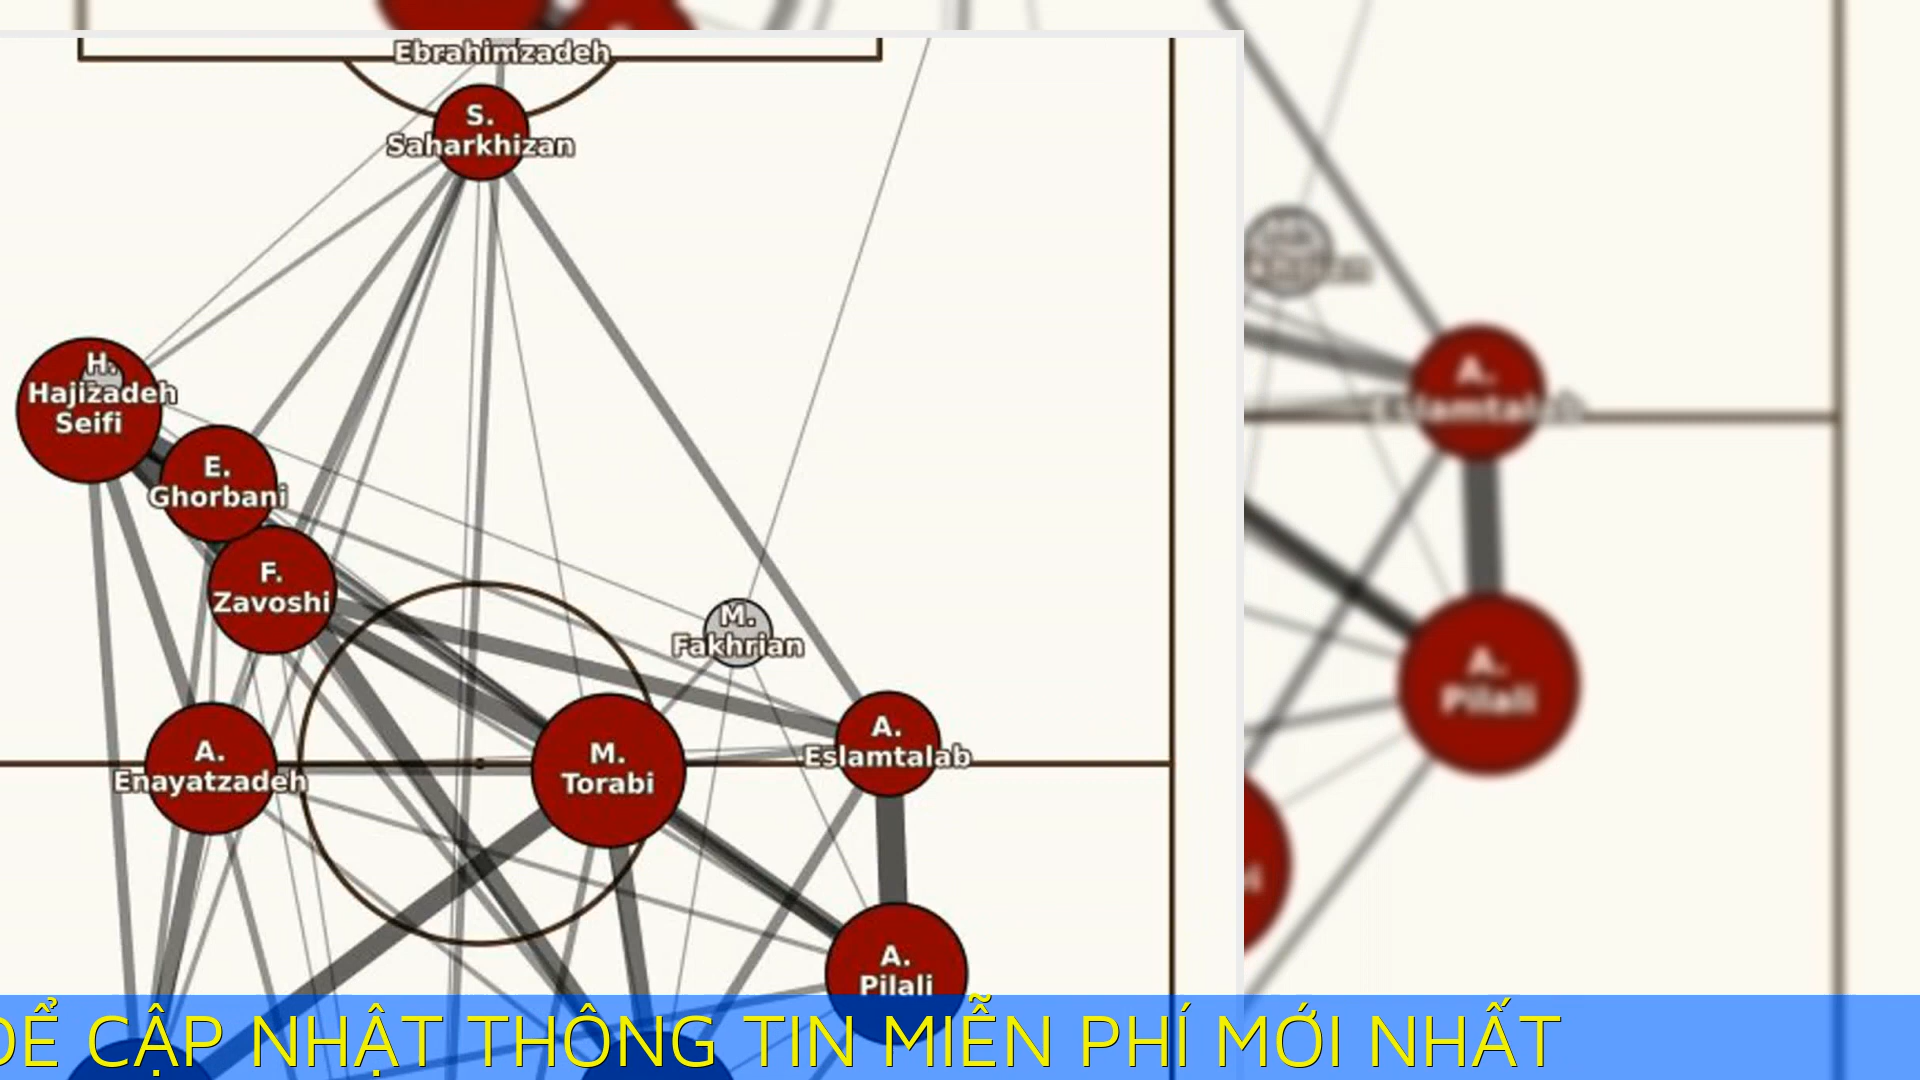 Ebrahimzadeh
S.
Saharkhizan
H.
Hajizadeh
Seifi
E.
Ghorbani
F.
Zavoshi
M.
Fakhrian
A.
Enayatzadeh
M.
Torabi
A.
Eslamtalab
A.
Pilali
A.
Eslamtalab
A.
Pilali
ĐỂ CẬP NHẬT THÔNG TIN MIỄN PHÍ MỚI NHẤT